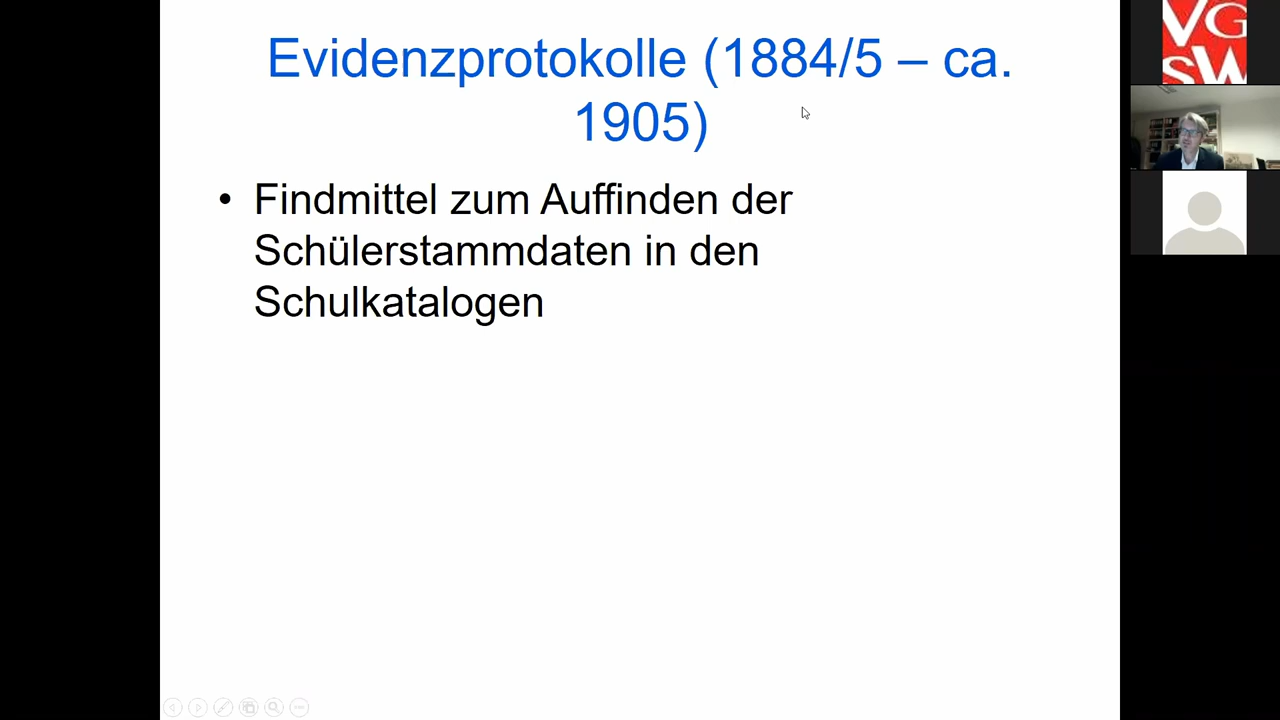 Evidenzprotokolle (1884/5 – ca.
1905)
• Findmittel zum Auffinden der
Schülerstammdaten in den
Schulkatalogen
VG
SW